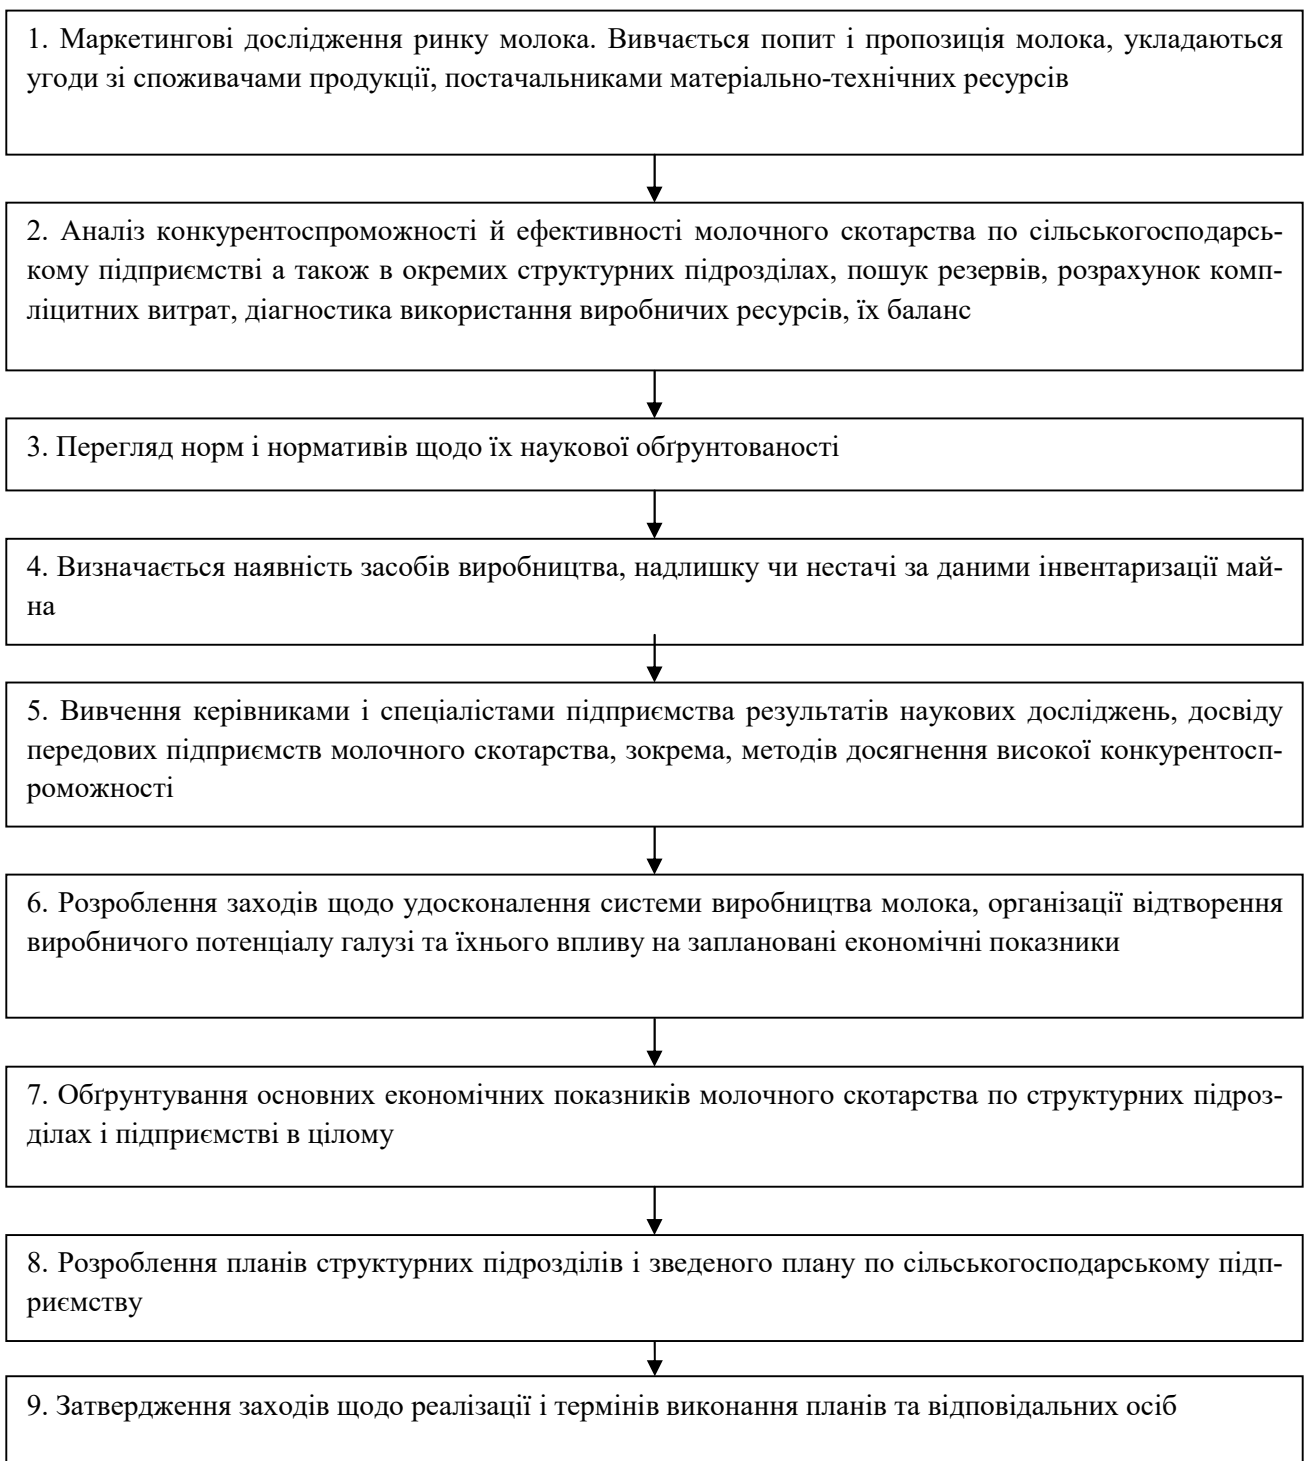 1. Маркетингові дослідження ринку молока. Вивчається попит і пропозиція молока, укладаються
угоди зі споживачами продукції, постачальниками матеріально-технічних ресурсів
2. Аналіз конкурентоспроможності й ефективності молочного скотарства по сільськогосподарсь-
кому підприємстві а також в окремих структурних підрозділах, пошук резервів, розрахунок комп-
ліцитних витрат, діагностика використання виробничих ресурсів, їх баланс
3. Перегляд норм і нормативів щодо їх наукової обґрунтованості
4. Визначається наявність засобів виробництва, надлишку чи нестачі за даними інвентаризації май-
на
5. Вивчення керівниками і спеціалістами підприємства результатів наукових досліджень, досвіду
передових підприємств молочного скотарства, зокрема, методів досягнення високої конкурентосп-
роможності
6. Розроблення заходів щодо удосконалення системи виробництва молока, організації відтворення
виробничого потенціалу галузі та їхнього впливу на заплановані економічні показники
7. Обґрунтування основних економічних показників молочного скотарства по структурних підроз-
ділах і підприємстві в цілому
8. Розроблення планів структурних підрозділів і зведеного плану по сільськогосподарському підп-
риємству
9. Затвердження заходів щодо реалізації і термінів виконання планів та відповідальних осіб